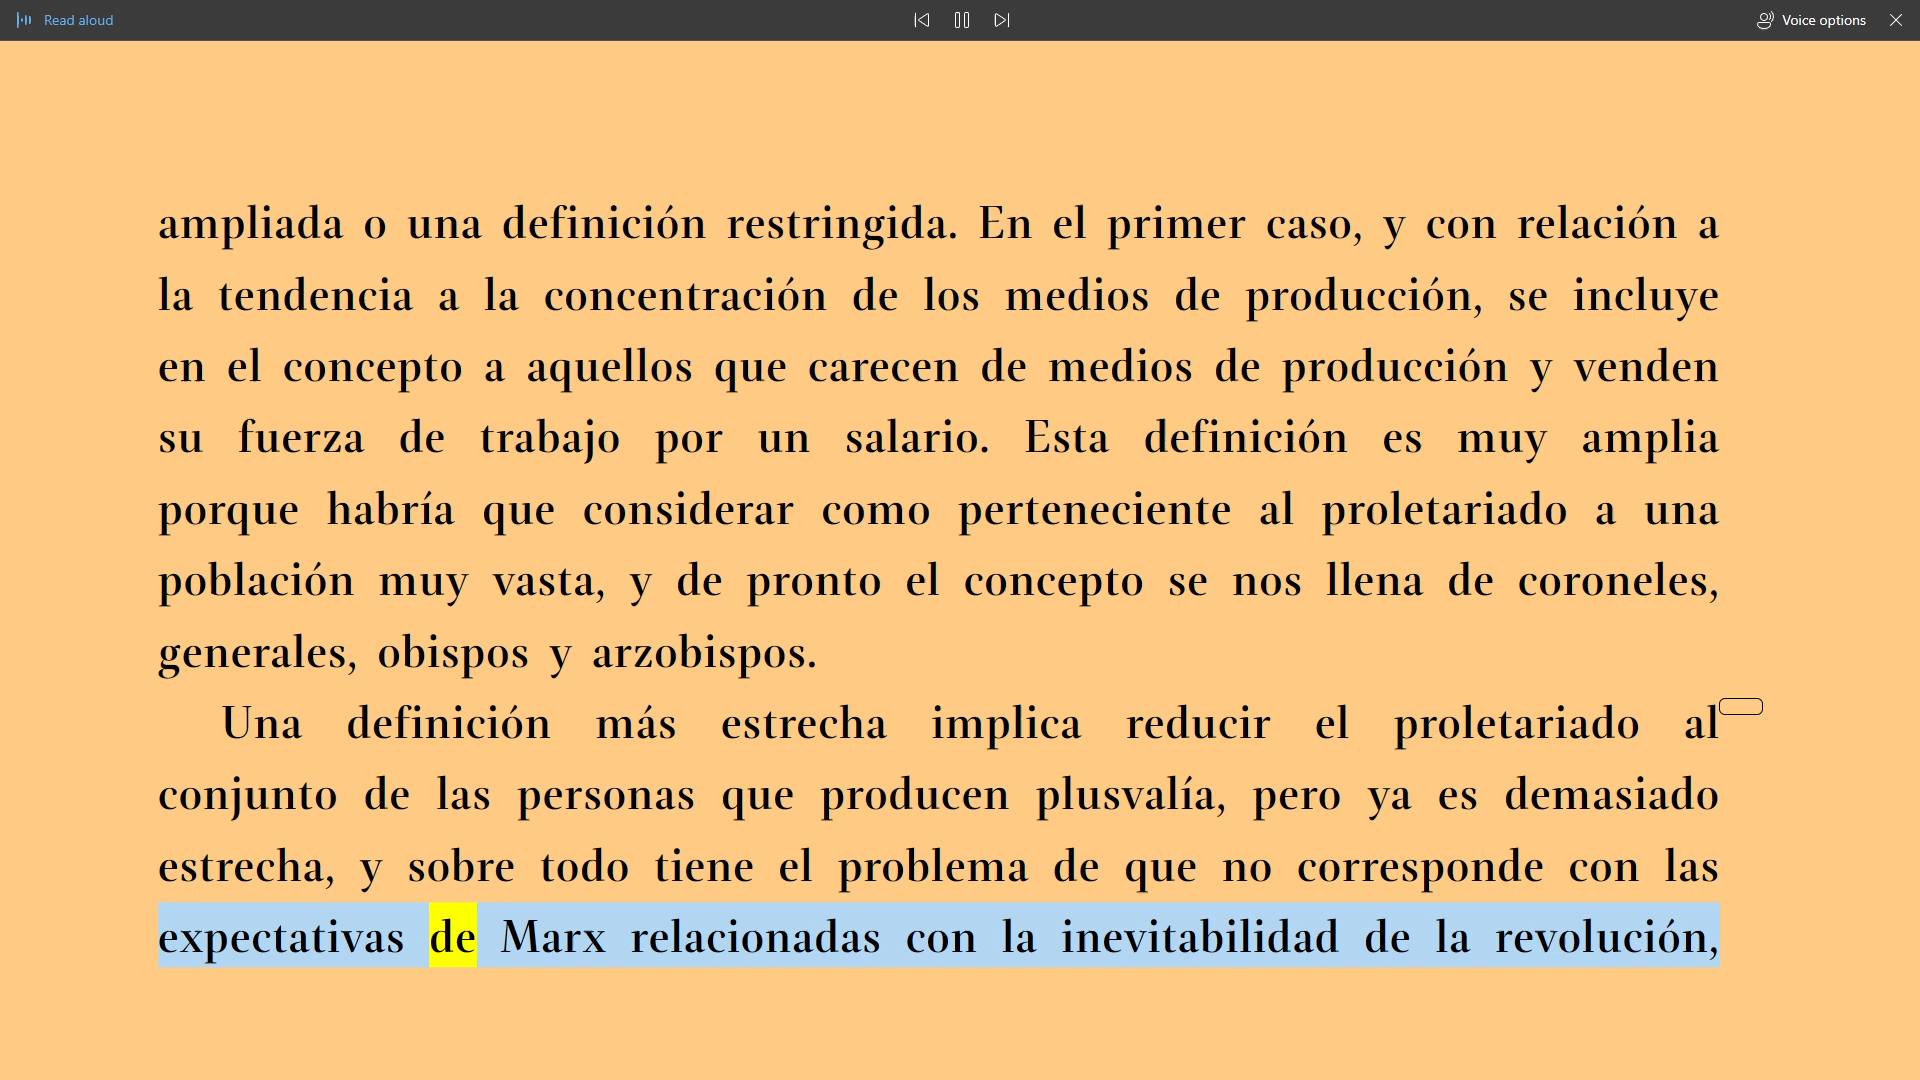 Read aloud
Voice options
ampliada o una definición restringida. En el primer caso, y con relación a
la tendencia a la concentración de los medios de producción, se incluye
en el concepto a aquellos que carecen de medios de producción y venden
su fuerza de trabajo por un salario. Esta definición es muy amplia
porque habría que considerar como perteneciente al proletariado a una
población muy vasta, y de pronto el concepto se nos llena de coroneles,
generales, obispos y arzobispos.
Una definición más estrecha implica reducir el proletariado al
conjunto de las personas que producen plusvalía, pero ya es demasiado
estrecha, y sobre todo tiene el problema de que no corresponde con las
expectativas de Marx relacionadas con la inevitabilidad de la revolución,